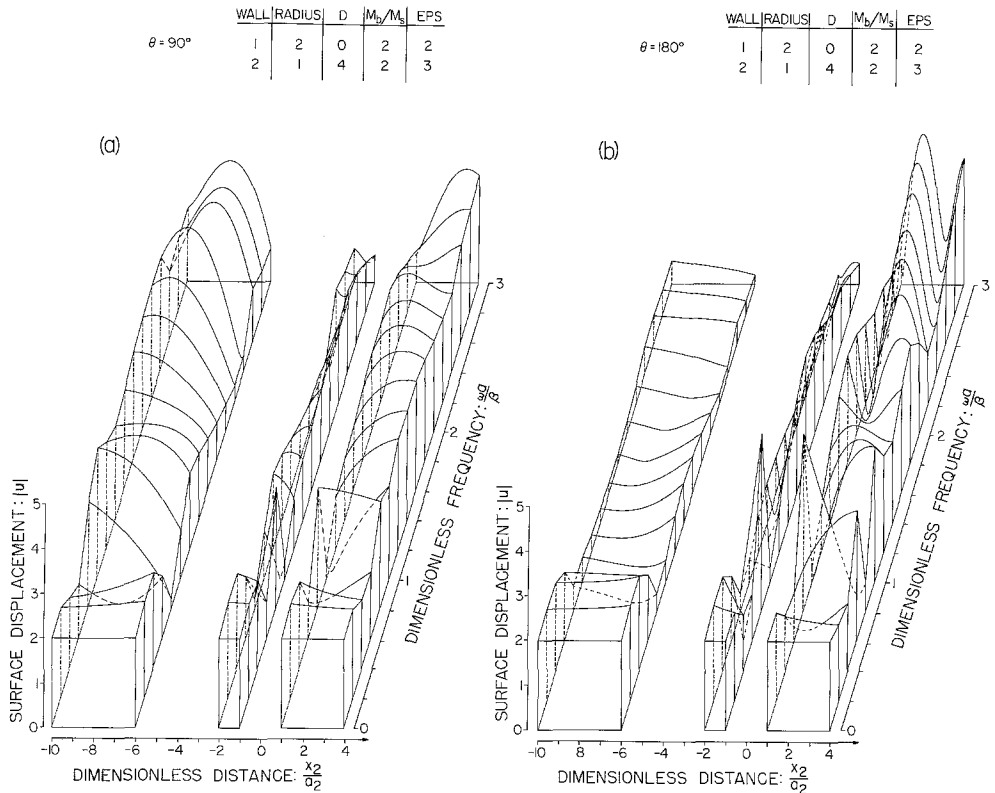 WALL RADIUS D M_b/M_s EPS
θ = 90° 1 2 0 2 2
2 1 4 2 3
WALL RADIUS D M_b/M_s EPS
θ = 180° 1 2 0 2 2
2 1 4 2 3
(a)
(b)
SURFACE DISPLACEMENT: |u|
5
4
3
2
1
0
-10 -8 -6 -4 -2 0 2 4
DIMENSIONLESS DISTANCE: x_2/a_2
0
1
2
3
DIMENSIONLESS FREQUENCY: ωa/β
SURFACE DISPLACEMENT: |u|
5
4
3
2
1
0
-10 -8 -6 -4 -2 0 2 4
DIMENSIONLESS DISTANCE: x_2/a_2
0
1
2
3
DIMENSIONLESS FREQUENCY: ωa/β